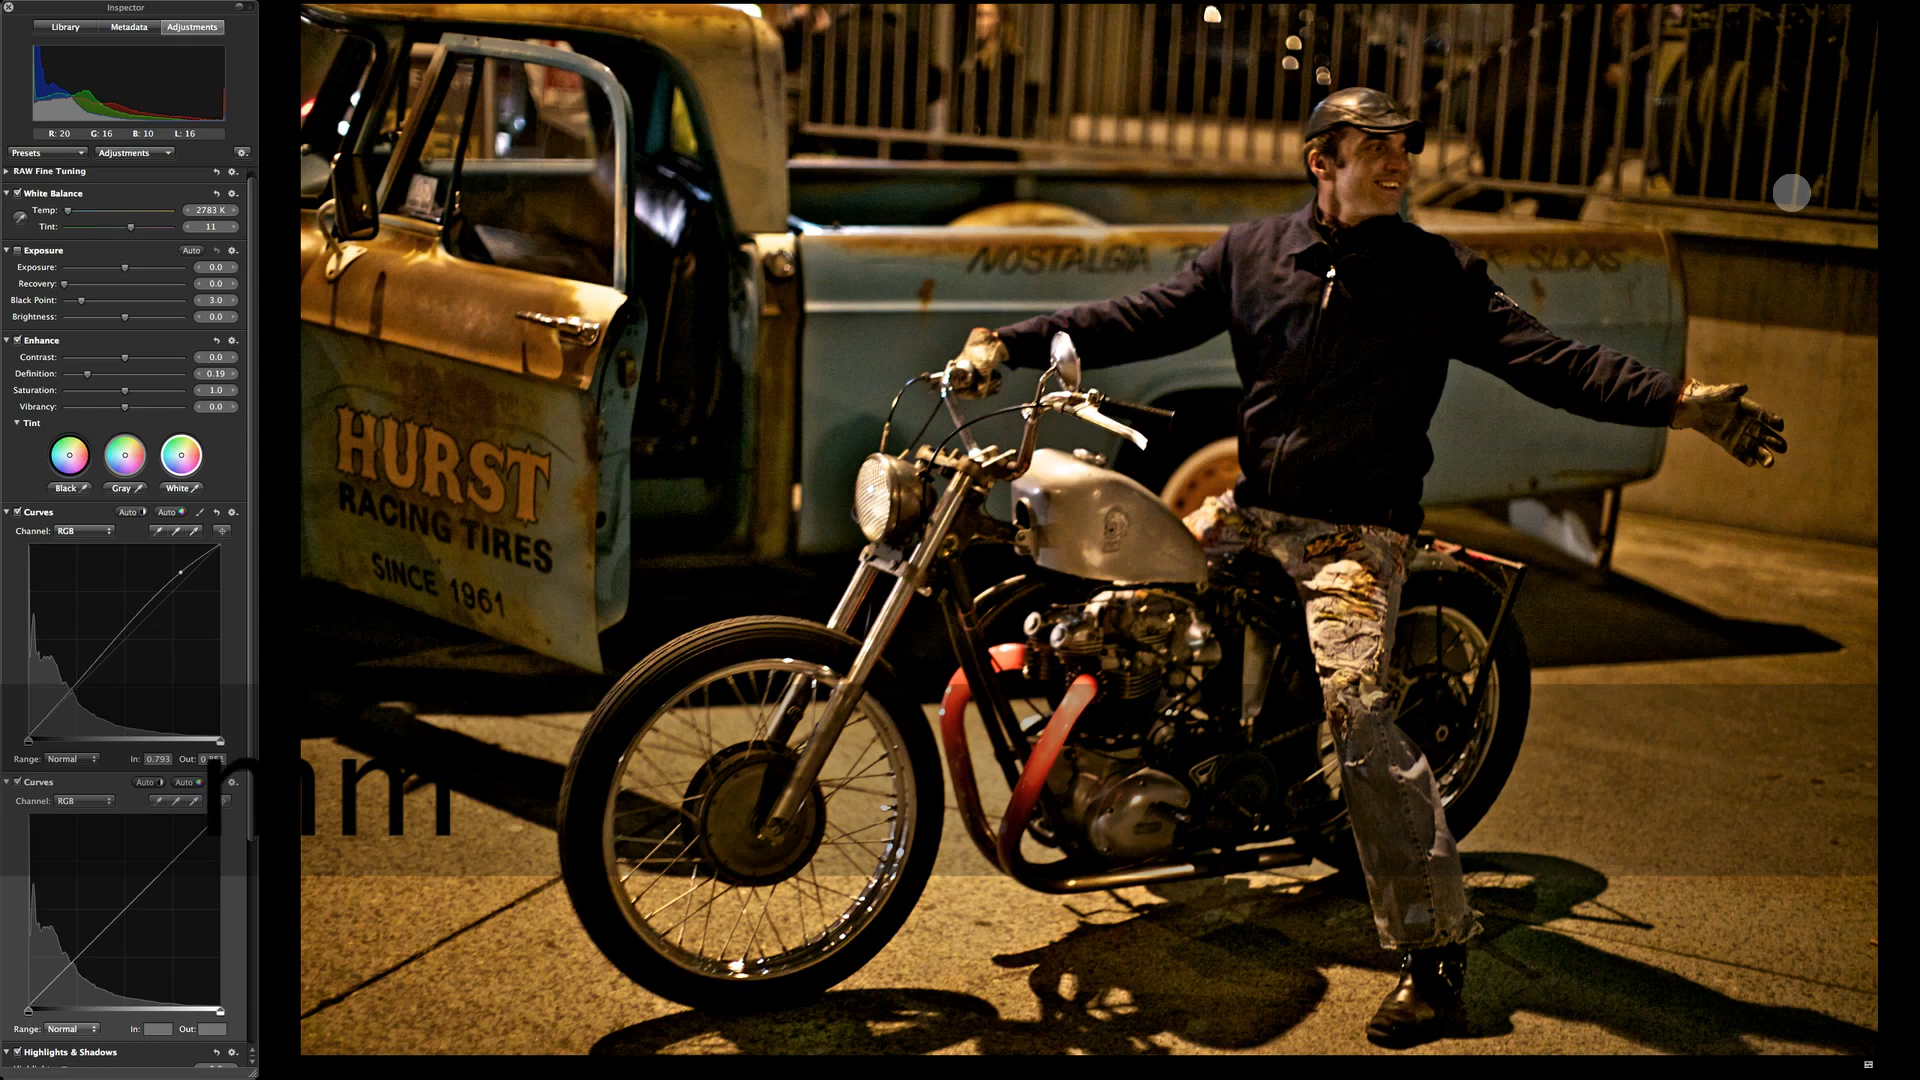 Inspector
Library Metadata Adjustments
R: 20 G: 16 B: 10 L: 16
Presets Adjustments
RAW Fine Tuning
White Balance
Temp: 2783 K
Tint: 11
Exposure Auto
Exposure: 0.0
Recovery: 0.0
Black Point: 3.0
Brightness: 0.0
Enhance
Contrast: 0.0
Definition: 0.19
Saturation: 1.0
Vibrancy: 0.0
Tint
Black Gray White
Curves Auto Auto
Channel: RGB
Range: Normal In: 0.793 Out:
Curves Auto Auto
Channel: RGB
Range: Normal In: Out:
Highlights & Shadows
mm
NOSTALGIA
SLICKS
HURST
RACING TIRES
SINCE 1961